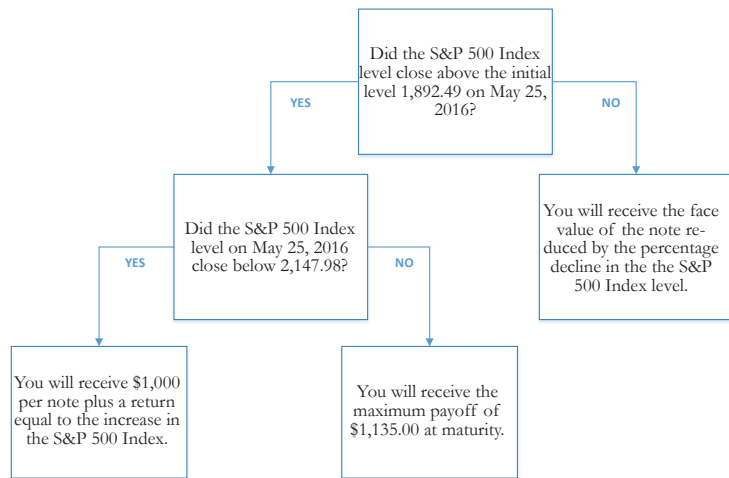 Did the S&P 500 Index
level close above the initial
level 1,892.49 on May 25,
2016?
YES
NO
Did the S&P 500 Index
level on May 25, 2016
close below 2,147.98?
You will receive the face
value of the note re-
duced by the percentage
decline in the the S&P
500 Index level.
YES
NO
You will receive $1,000
per note plus a return
equal to the increase in
the S&P 500 Index.
You will receive the
maximum payoff of
$1,135.00 at maturity.